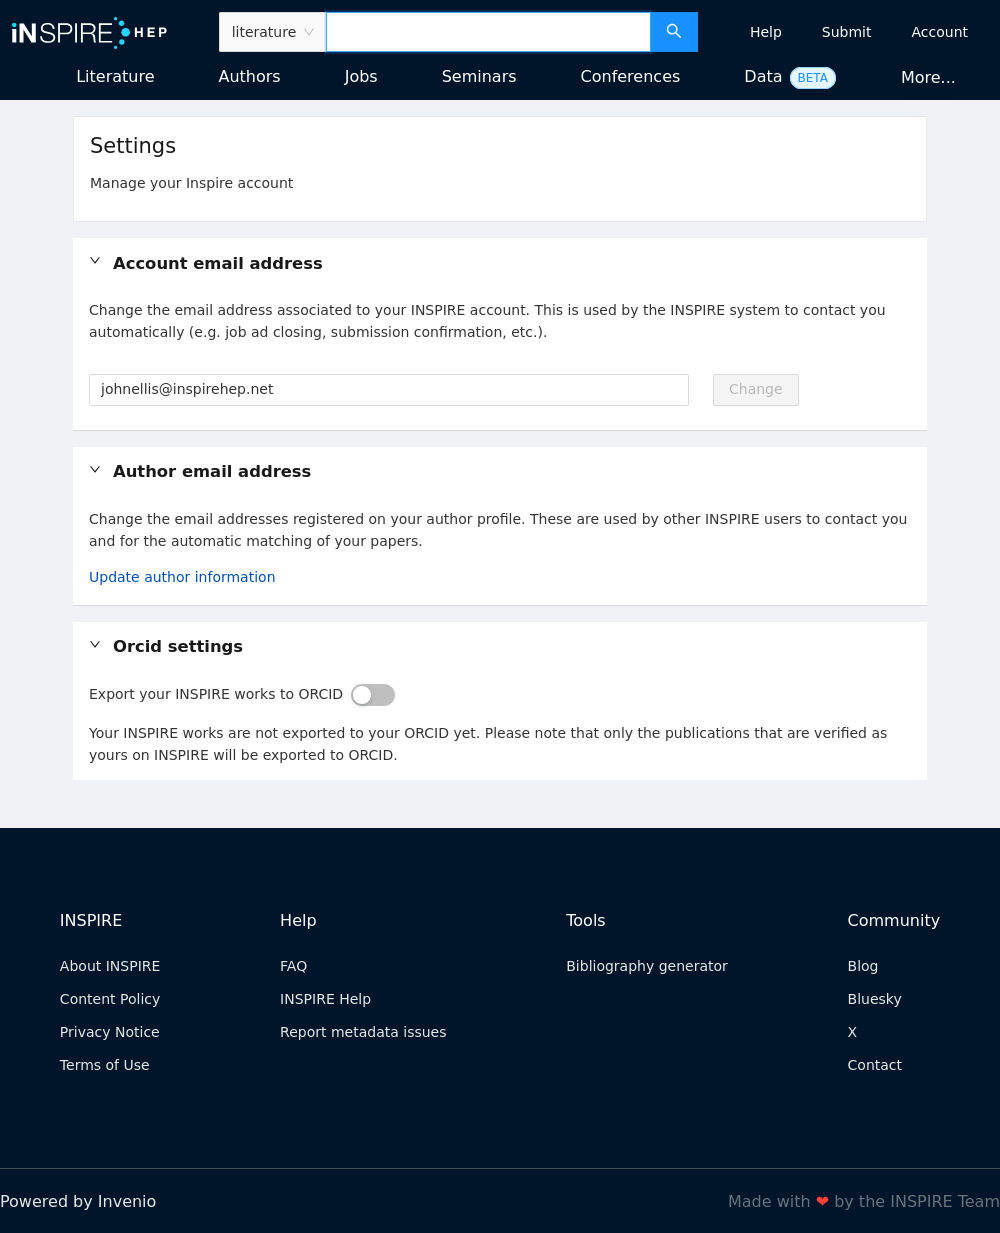 iNSPIRE HEP
literature
Help
Submit
Account
Literature
Authors
Jobs
Seminars
Conferences
Data BETA
More...
Settings
Manage your Inspire account
Account email address
Change the email address associated to your INSPIRE account. This is used by the INSPIRE system to contact you
automatically (e.g. job ad closing, submission confirmation, etc.).
johnellis@inspirehep.net
Change
Author email address
Change the email addresses registered on your author profile. These are used by other INSPIRE users to contact you
and for the automatic matching of your papers.
Update author information
Orcid settings
Export your INSPIRE works to ORCID
Your INSPIRE works are not exported to your ORCID yet. Please note that only the publications that are verified as
yours on INSPIRE will be exported to ORCID.
INSPIRE
About INSPIRE
Content Policy
Privacy Notice
Terms of Use
Help
FAQ
INSPIRE Help
Report metadata issues
Tools
Bibliography generator
Community
Blog
Bluesky
X
Contact
Powered by Invenio
Made with ❤ by the INSPIRE Team